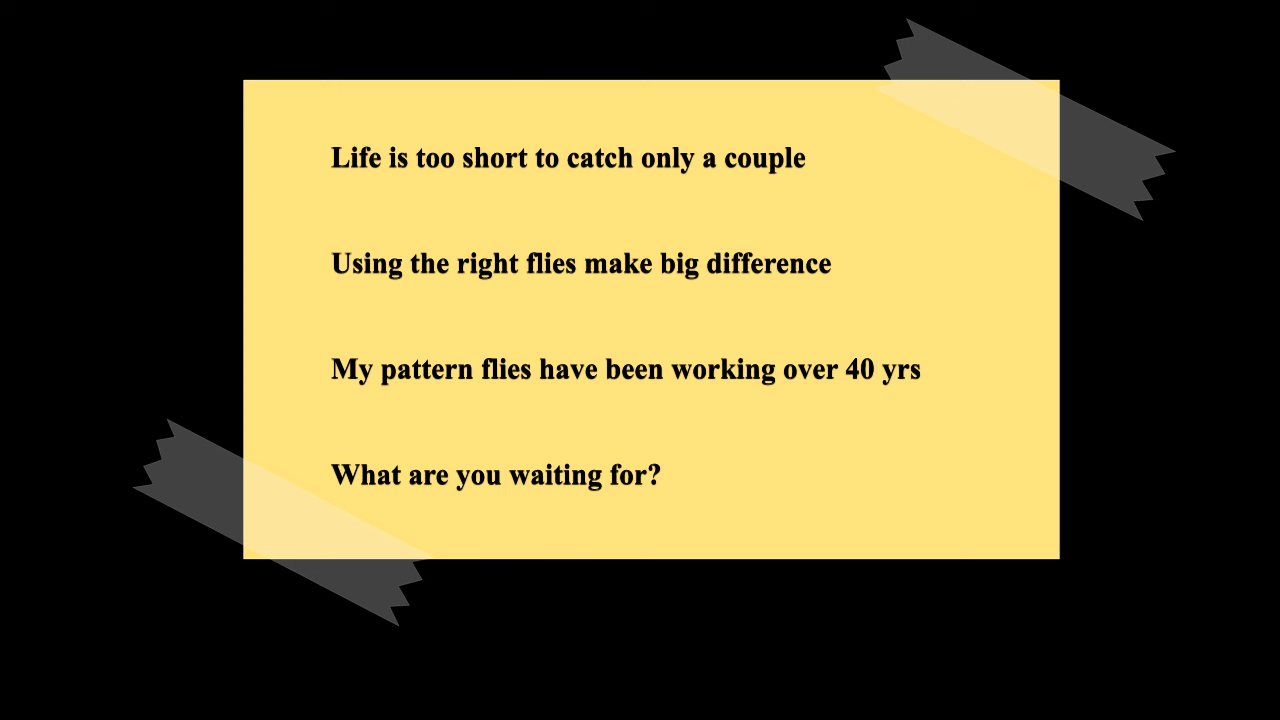 Life is too short to catch only a couple
Using the right flies make big difference
My pattern flies have been working over 40 yrs
What are you waiting for?